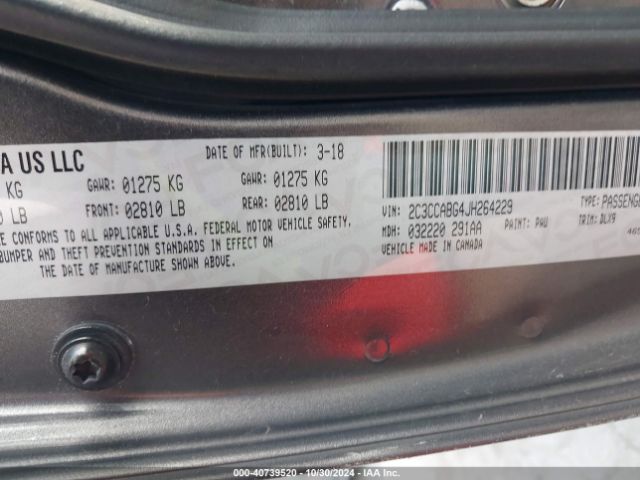 A US LLC
DATE OF MFR(BUILT): 3-18
KG GAWR: 01275 KG GAWR: 01275 KG
LB FRONT: 02810 LB REAR: 02810 LB
E CONFORMS TO ALL APPLICABLE U.S.A. FEDERAL MOTOR VEHICLE SAFETY,
BUMPER AND THEFT PREVENTION STANDARDS IN EFFECT ON
THE DATE OF MANUFACTURE SHOWN ABOVE.
VIN: 2C3CCABG4JH264229 TYPE: PASSENGE
MDH: 032220 291AA PAINT: PAU TRIM: DLX9
VEHICLE MADE IN CANADA 465
000-40739520 | 10/30/2024 | IAA Inc.